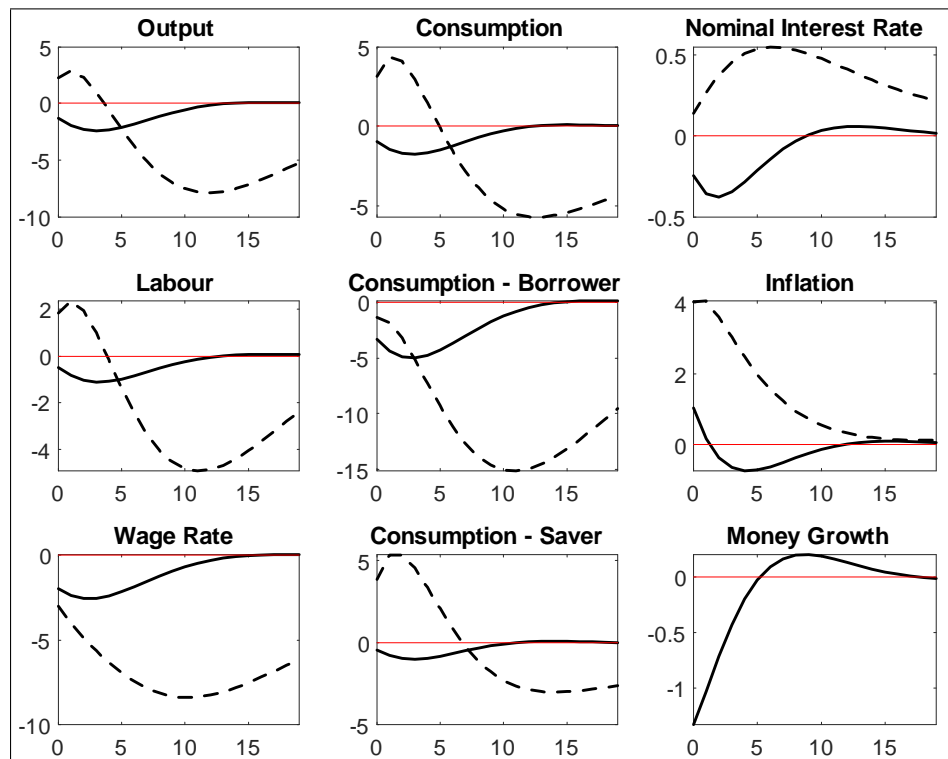 Output
5
0
-5
-10
0 5 10 15
Consumption
5
0
-5
0 5 10 15
Nominal Interest Rate
0.5
0
-0.5
0 5 10 15
Labour
2
0
-2
-4
0 5 10 15
Consumption - Borrower
0
-5
-10
-15
0 5 10 15
Inflation
4
2
0
0 5 10 15
Wage Rate
0
-5
-10
0 5 10 15
Consumption - Saver
5
0
-5
0 5 10 15
Money Growth
0
-0.5
-1
0 5 10 15